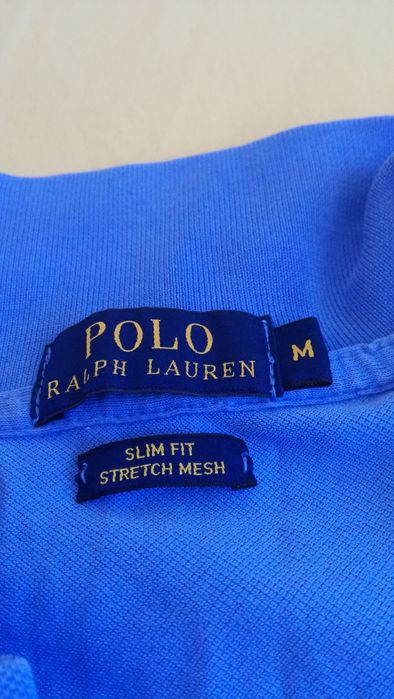 POLO
RALPH LAUREN
M
SLIM FIT
STRETCH MESH